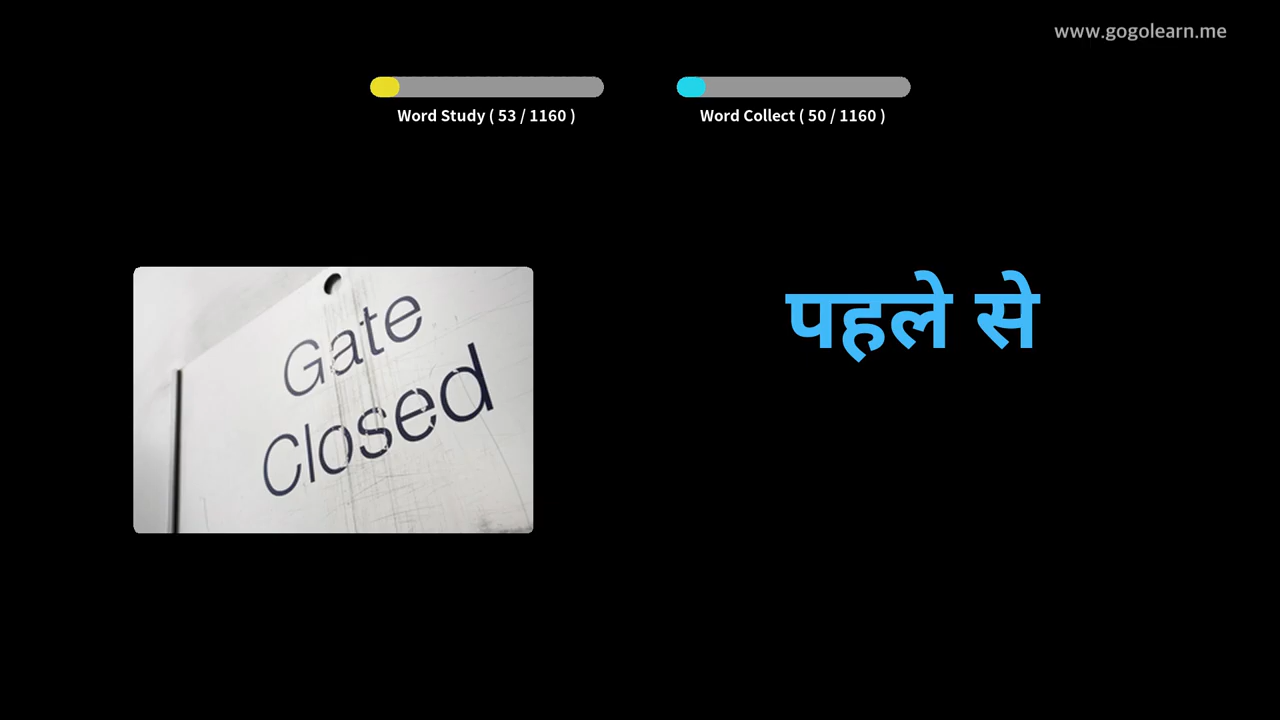 www.gogolearn.me
Word Study ( 53 / 1160 )
Word Collect ( 50 / 1160 )
Gate
Closed
पहले से